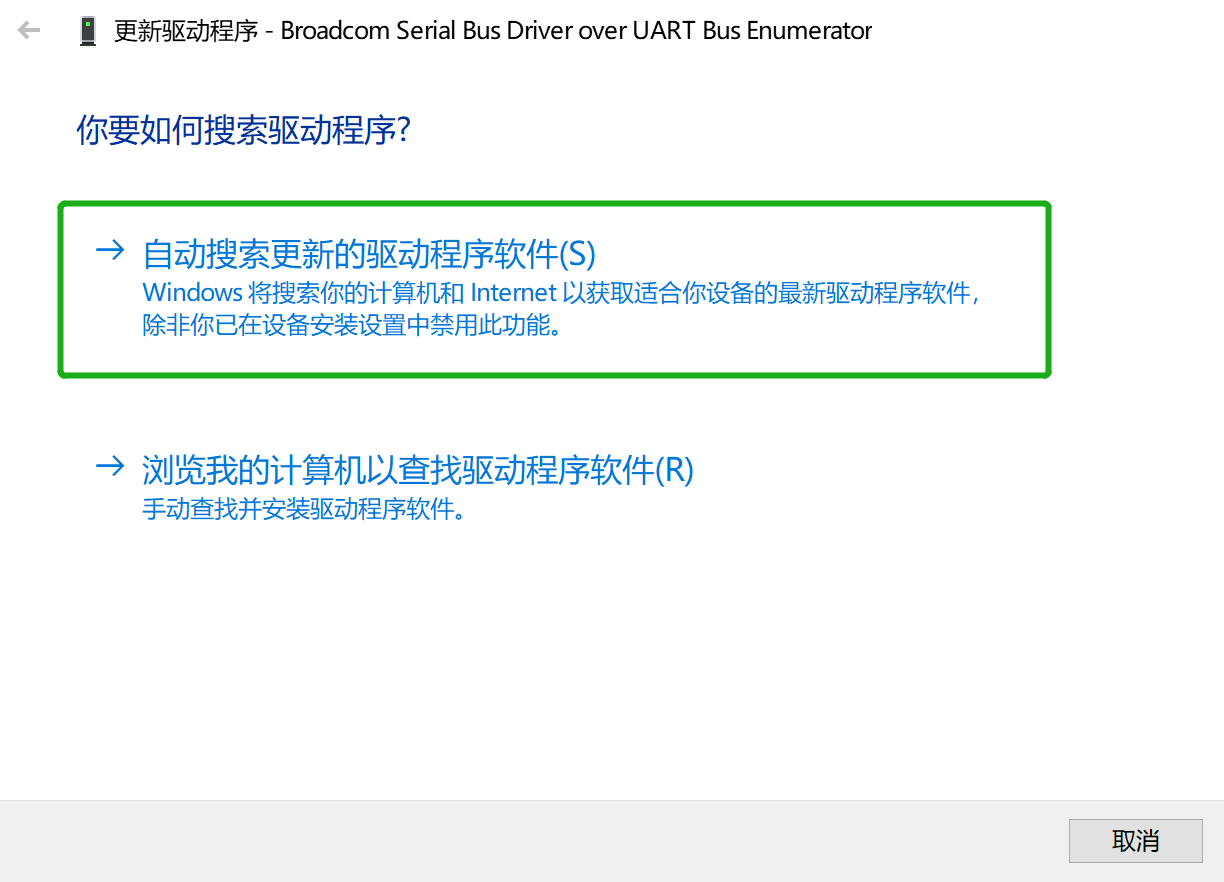 更新驱动程序 - Broadcom Serial Bus Driver over UART Bus Enumerator
你要如何搜索驱动程序?
自动搜索更新的驱动程序软件(S)
Windows 将搜索你的计算机和 Internet 以获取适合你设备的最新驱动程序软件，
除非你已在设备安装设置中禁用此功能。
浏览我的计算机以查找驱动程序软件(R)
手动查找并安装驱动程序软件。
取消